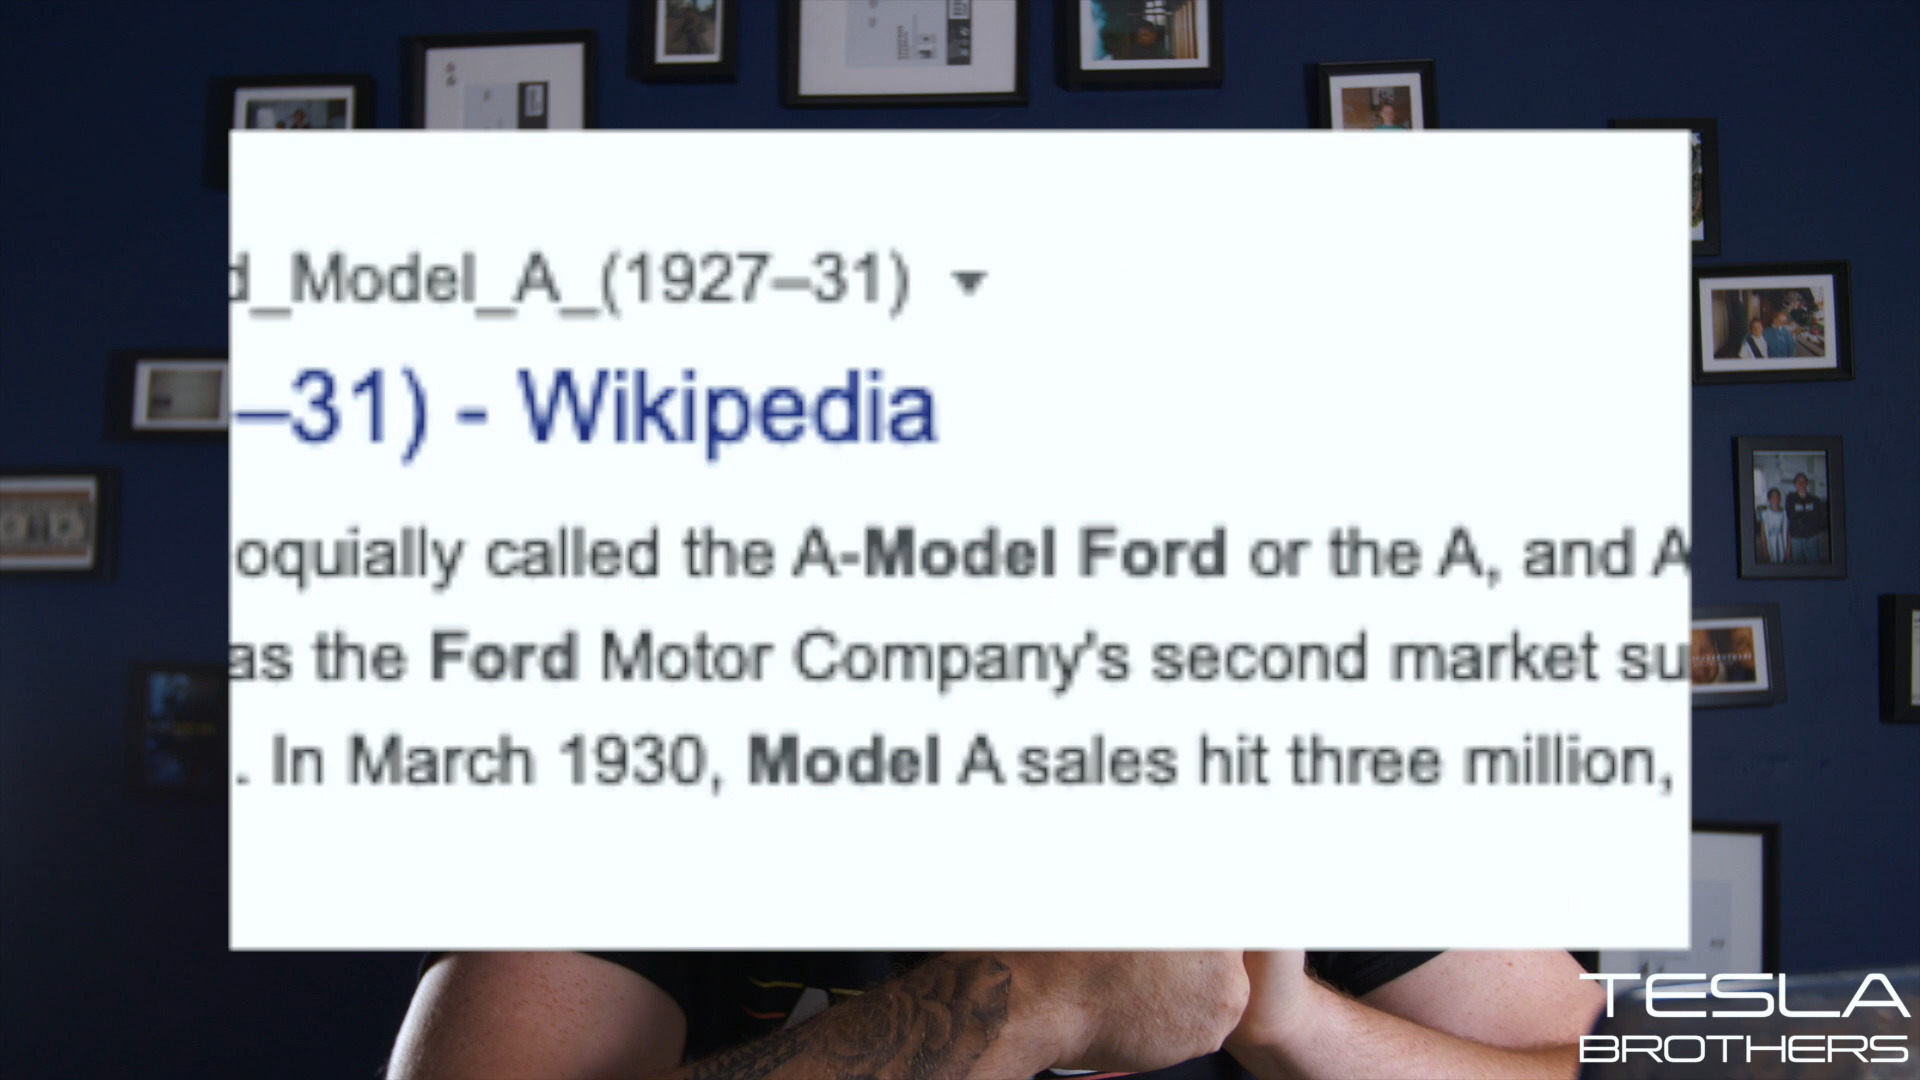 d_Model_A_(1927–31)
–31) - Wikipedia
oquially called the A-Model Ford or the A, and A
as the Ford Motor Company's second market su
. In March 1930, Model A sales hit three million,
TESLA
BROTHERS